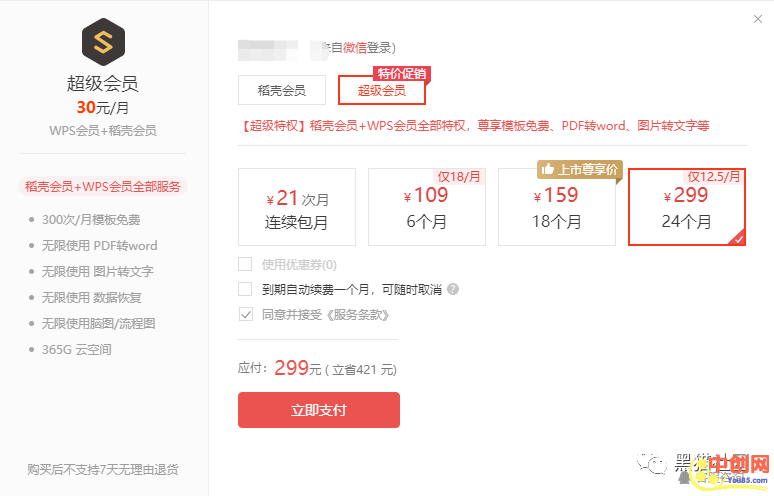 超级会员
30元/月
WPS会员+稻壳会员
稻壳会员+WPS会员全部服务
300次/月模板免费
无限使用 PDF转word
无限使用 图片转文字
无限使用 数据恢复
无限使用脑图/流程图
365G 云空间
购买后不支持7天无理由退货
来自微信登录)
特价促销
稻壳会员
超级会员
【超级特权】稻壳会员+WPS会员全部特权，尊享模板免费、PDF转word、图片转文字等
¥21 次月
连续包月
仅18/月
¥109
6个月
上市尊享价
¥159
18个月
仅12.5/月
¥299
24个月
使用优惠券(0)
到期自动续费一个月，可随时取消 ?
同意并接受《服务条款》
应付：299元 ( 立省421 元)
立即支付
黑猫
中创网
You85.com